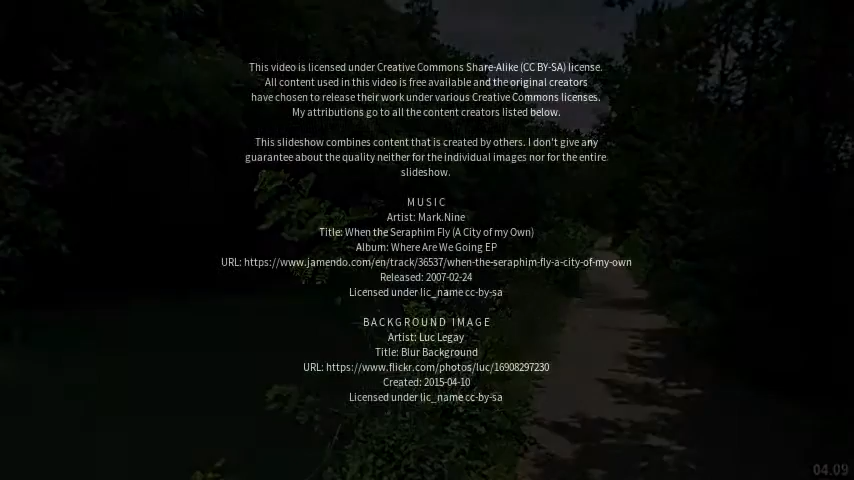 This video is licensed under Creative Commons Share-Alike (CC BY-SA) license.
All content used in this video is free available and the original creators
have chosen to release their work under various Creative Commons licenses.
My attributions go to all the content creators listed below.
This slideshow combines content that is created by others. I don't give any
guarantee about the quality neither for the individual images nor for the entire
slideshow.
MUSIC
Artist: Mark.Nine
Title: When the Seraphim Fly (A City of my Own)
Album: Where Are We Going EP
URL: https://www.jamendo.com/en/track/36537/when-the-seraphim-fly-a-city-of-my-own
Released: 2007-02-24
Licensed under lic_name cc-by-sa
BACKGROUND IMAGE
Artist: Luc Legay
Title: Blur Background
URL: https://www.flickr.com/photos/luc/16908297230
Created: 2015-04-10
Licensed under lic_name cc-by-sa
04.09